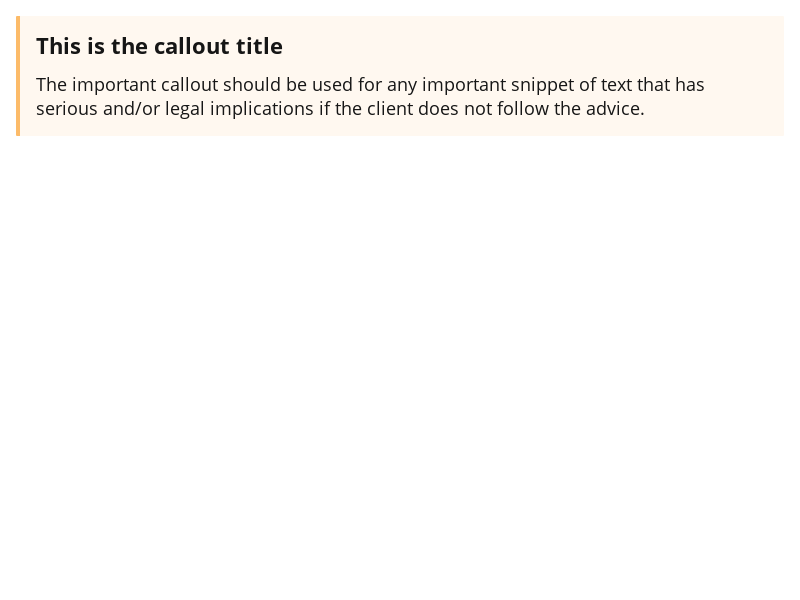 This is the callout title
The important callout should be used for any important snippet of text that has
serious and/or legal implications if the client does not follow the advice.